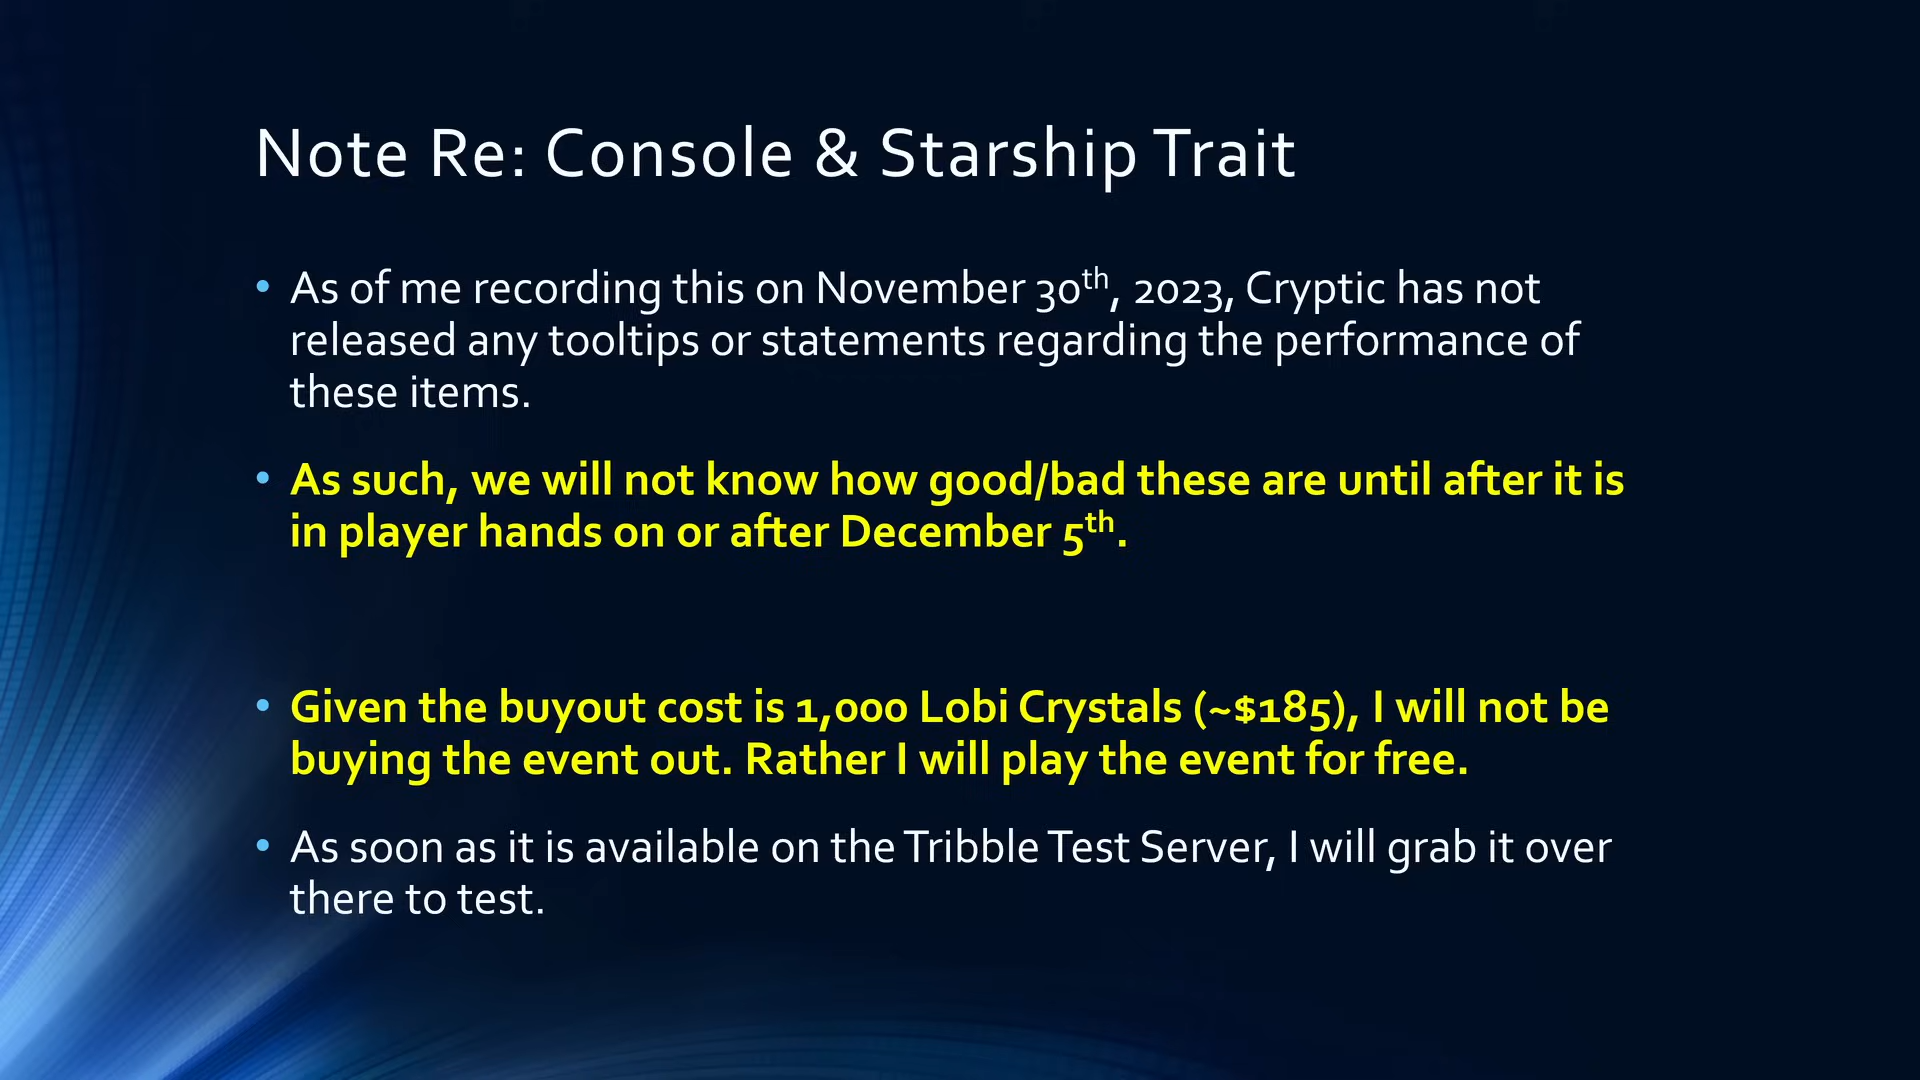 Note Re: Console & Starship Trait
• As of me recording this on November 30th, 2023, Cryptic has not
released any tooltips or statements regarding the performance of
these items.
• As such, we will not know how good/bad these are until after it is
in player hands on or after December 5th.
• Given the buyout cost is 1,000 Lobi Crystals (~$185), I will not be
buying the event out. Rather I will play the event for free.
• As soon as it is available on the Tribble Test Server, I will grab it over
there to test.